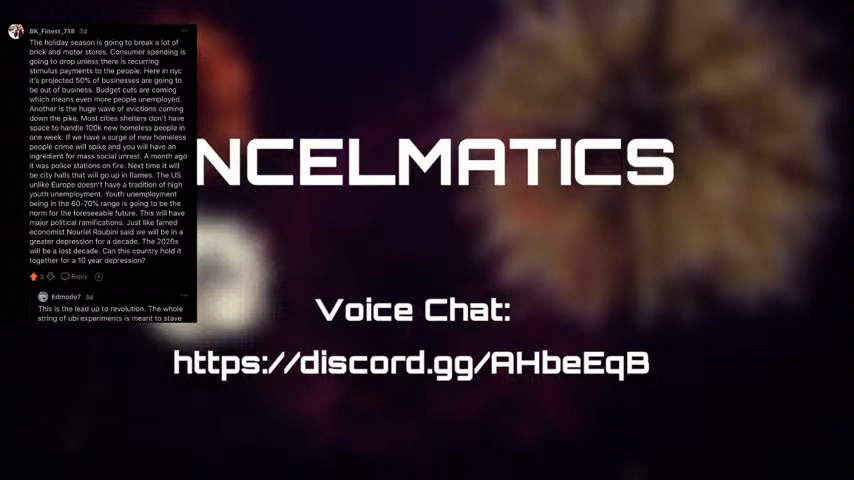 BK_Finest_718 3d
The holiday season is going to break a lot of
brick and motor stores. Consumer spending is
going to drop unless there is recurring
stimulus payments to the people. Here in nyc
it's projected 50% of businesses are going to
be out of business. Budget cuts are coming
which means even more people unemployed.
Another is the huge wave of evictions coming
down the pike. Most cities shelters don't have
space to handle 100k new homeless people in
one week. If we have a surge of new homeless
people crime will spike and you will have an
ingredient for mass social unrest. A month ago
it was police stations on fire. Next time it will
be city halls that will go up in flames. The US
unlike Europe doesn't have a tradition of high
youth unemployment. Youth unemployment
being in the 60-70% range is going to be the
norm for the foreseeable future. This will have
major political ramifications. Just like famed
economist Nouriel Roubini said we will be in a
greater depression for a decade. The 2020s
will be a lost decade. Can this country hold it
together for a 10 year depression?
3 Reply
Edmodo7 3d
This is the lead up to revolution. The whole
string of ubi experiments is meant to stave
NCELMATICS
Voice Chat:
https://discord.gg/AHbeEqB